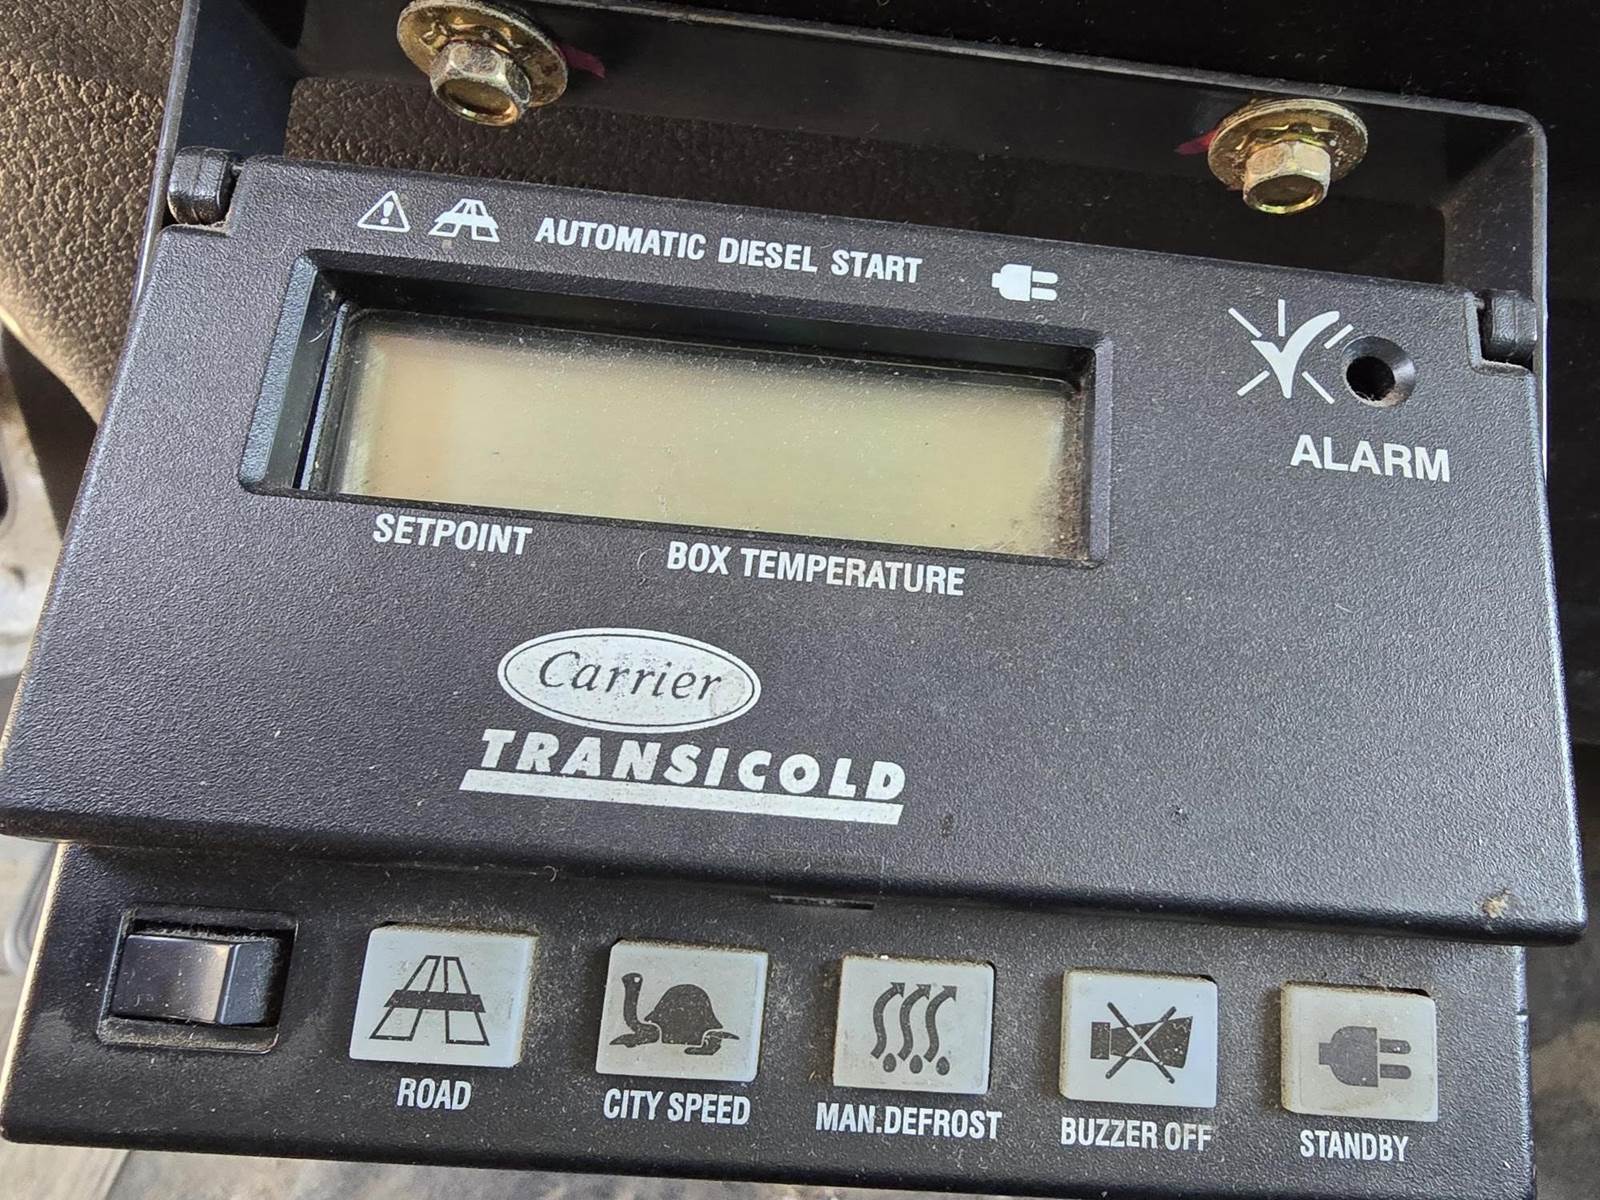 AUTOMATIC DIESEL START
ALARM
SETPOINT
BOX TEMPERATURE
Carrier
TRANSICOLD
ROAD
CITY SPEED
MAN.DEFROST
BUZZER OFF
STANDBY